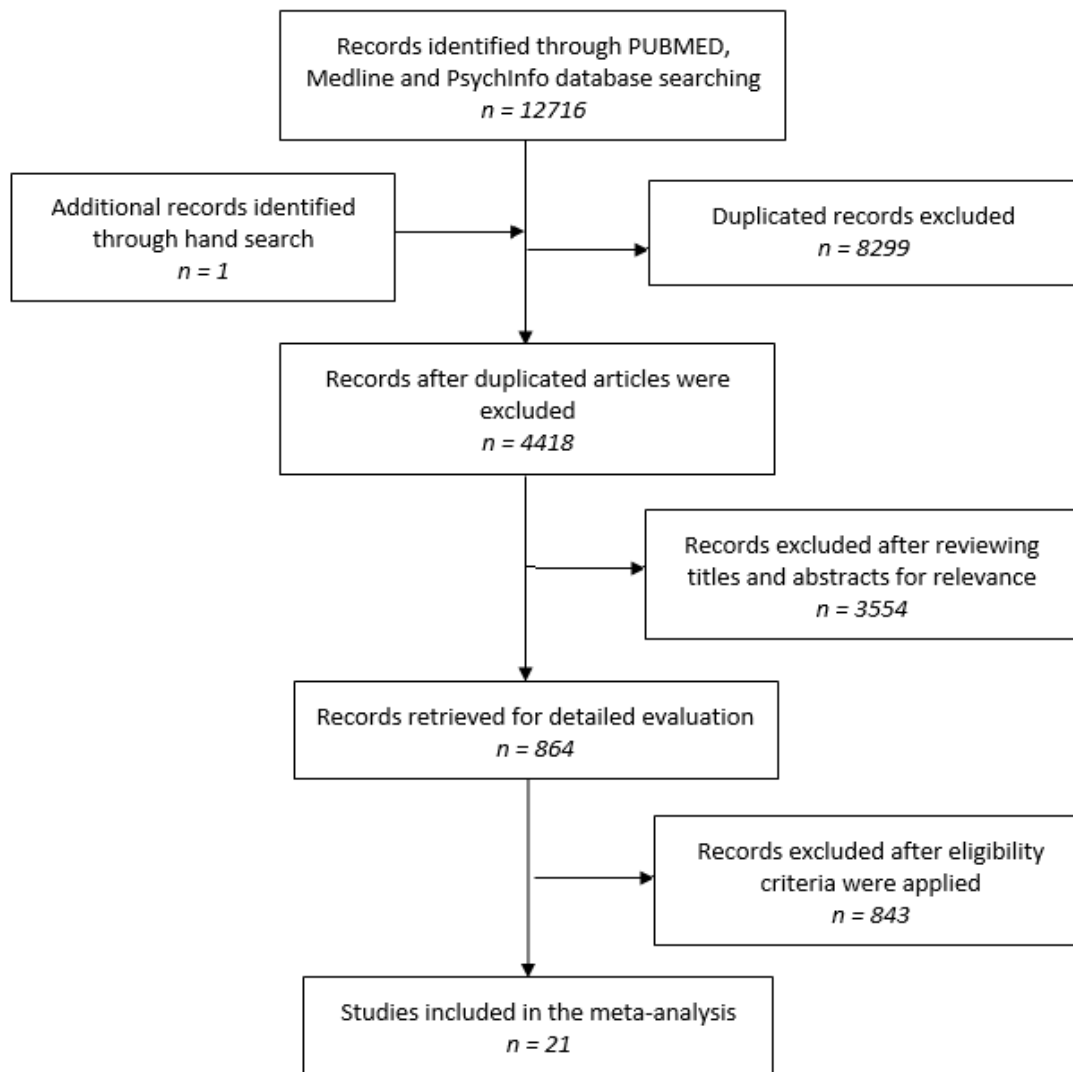 Records identified through PUBMED,
Medline and PsychInfo database searching
n = 12716
Additional records identified
through hand search
n = 1
Duplicated records excluded
n = 8299
Records after duplicated articles were
excluded
n = 4418
Records excluded after reviewing
titles and abstracts for relevance
n = 3554
Records retrieved for detailed evaluation
n = 864
Records excluded after eligibility
criteria were applied
n = 843
Studies included in the meta-analysis
n = 21